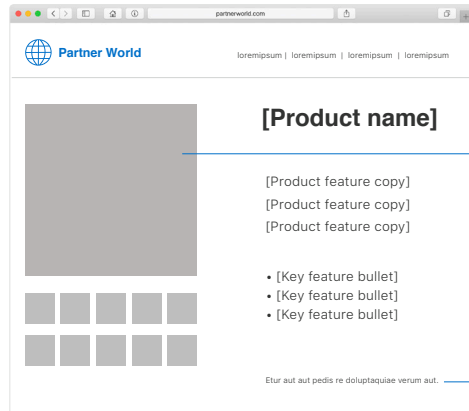 partnerworld.com
Partner World
loremipsum | loremipsum | loremipsum | loremipsum
[Product name]
[Product feature copy]
[Product feature copy]
[Product feature copy]
• [Key feature bullet]
• [Key feature bullet]
• [Key feature bullet]
Etur aut aut pedis re doluptaquiae verum aut.